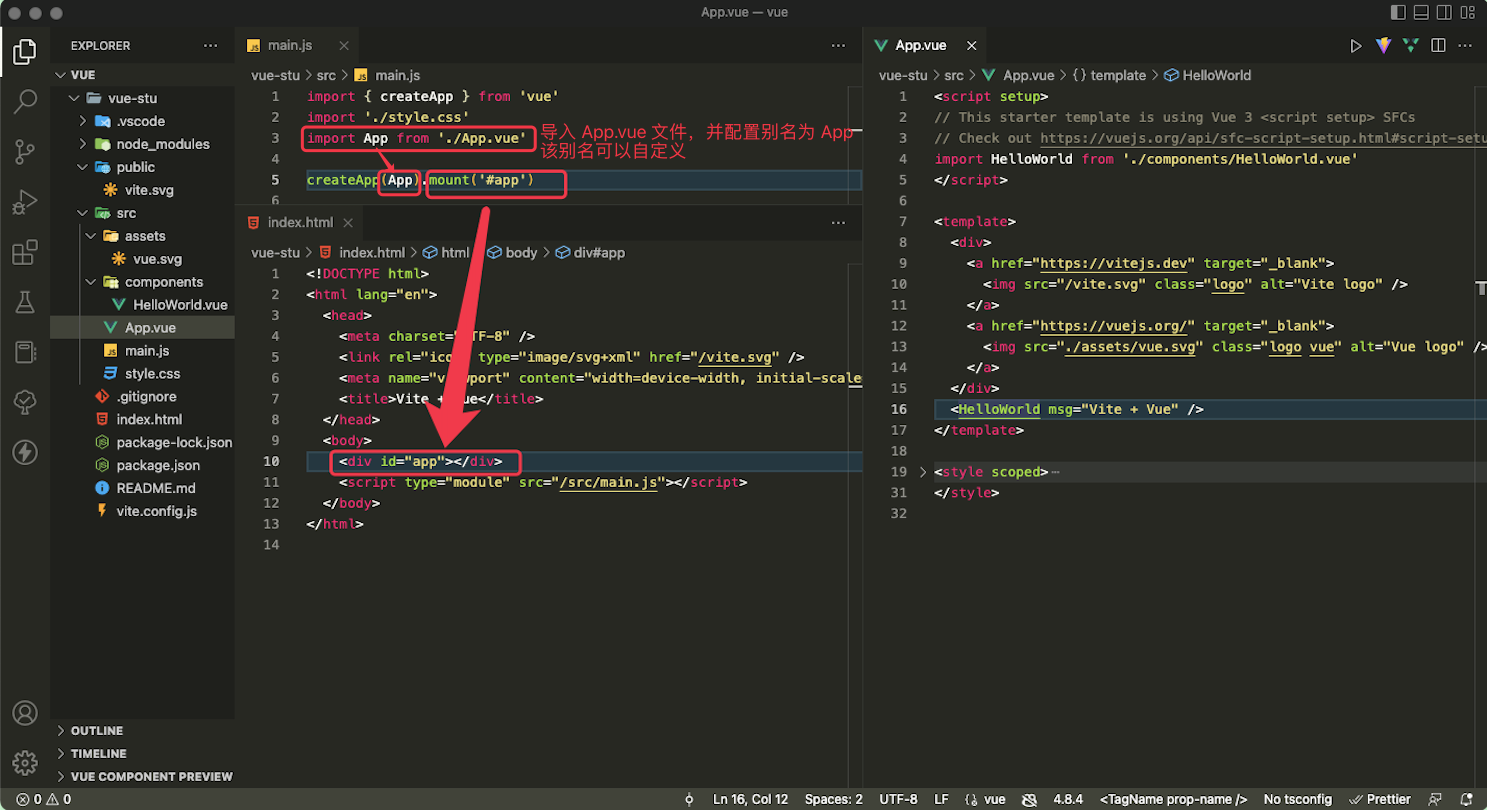 App.vue — vue
EXPLORER
VUE
vue-stu
.vscode
node_modules
public
vite.svg
src
assets
vue.svg
components
HelloWorld.vue
App.vue
main.js
style.css
.gitignore
index.html
package-lock.json
package.json
README.md
vite.config.js
OUTLINE
TIMELINE
VUE COMPONENT PREVIEW
main.js
vue-stu > src > main.js
1 import { createApp } from 'vue'
2 import './style.css'
3 import App from './App.vue'
4
5 createApp(App).mount('#app')
6
导入 App.vue 文件，并配置别名为 App
该别名可以自定义
index.html
vue-stu > index.html > html > body > div#app
1 <!DOCTYPE html>
2 <html lang="en">
3 <head>
4 <meta charset="UTF-8" />
5 <link rel="icon" type="image/svg+xml" href="/vite.svg" />
6 <meta name="viewport" content="width=device-width, initial-scale
7 <title>Vite + Vue</title>
8 </head>
9 <body>
10 <div id="app"></div>
11 <script type="module" src="/src/main.js"></script>
12 </body>
13 </html>
14
App.vue
vue-stu > src > App.vue > {} template > HelloWorld
1 <script setup>
2 // This starter template is using Vue 3 <script setup> SFCs
3 // Check out https://vuejs.org/api/sfc-script-setup.html#script-setu
4 import HelloWorld from './components/HelloWorld.vue'
5 </script>
6
7 <template>
8 <div>
9 <a href="https://vitejs.dev" target="_blank">
10 <img src="/vite.svg" class="logo" alt="Vite logo" />
11 </a>
12 <a href="https://vuejs.org/" target="_blank">
13 <img src="./assets/vue.svg" class="logo vue" alt="Vue logo" />
14 </a>
15 </div>
16 <HelloWorld msg="Vite + Vue" />
17 </template>
18
19 <style scoped>
31 </style>
32
0 0
Ln 16, Col 12 Spaces: 2 UTF-8 LF vue 4.8.4 <TagName prop-name /> No tsconfig Prettier